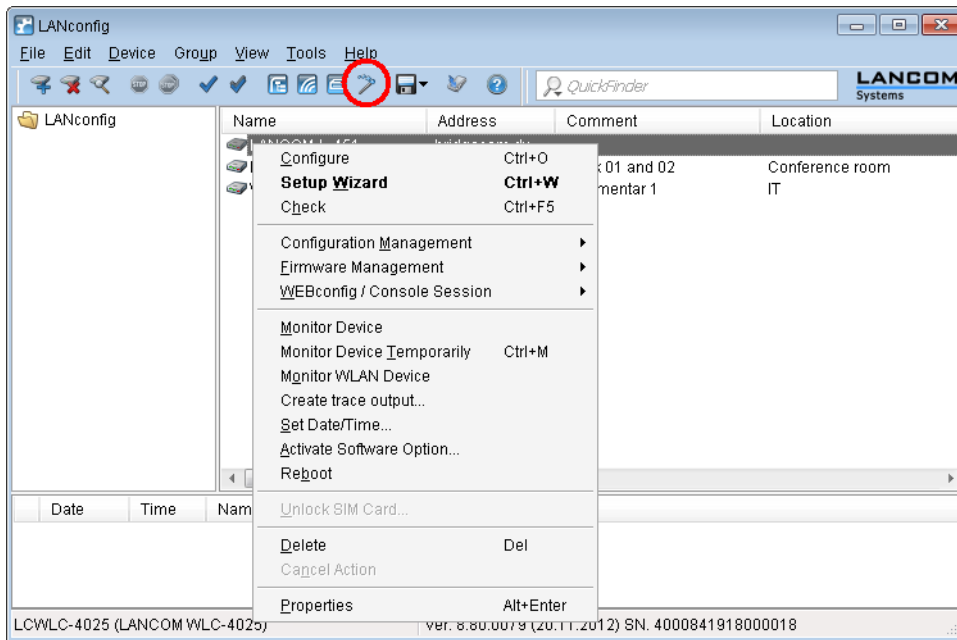 LANconfig
File Edit Device Group View Tools Help
QuickFinder
LANCOM
Systems
LANconfig
Name Address Comment Location
01 and 02 Conference room
mentar 1 IT
Configure Ctrl+O
Setup Wizard Ctrl+W
Check Ctrl+F5
Configuration Management
Firmware Management
WEBconfig / Console Session
Monitor Device
Monitor Device Temporarily Ctrl+M
Monitor WLAN Device
Create trace output...
Set Date/Time...
Activate Software Option...
Reboot
Unlock SIM Card...
Delete Del
Cancel Action
Properties Alt+Enter
Date Time Nam
LCWLC-4025 (LANCOM WLC-4025) Ver. 8.80.0079 (20.11.2012) SN. 4000841918000018